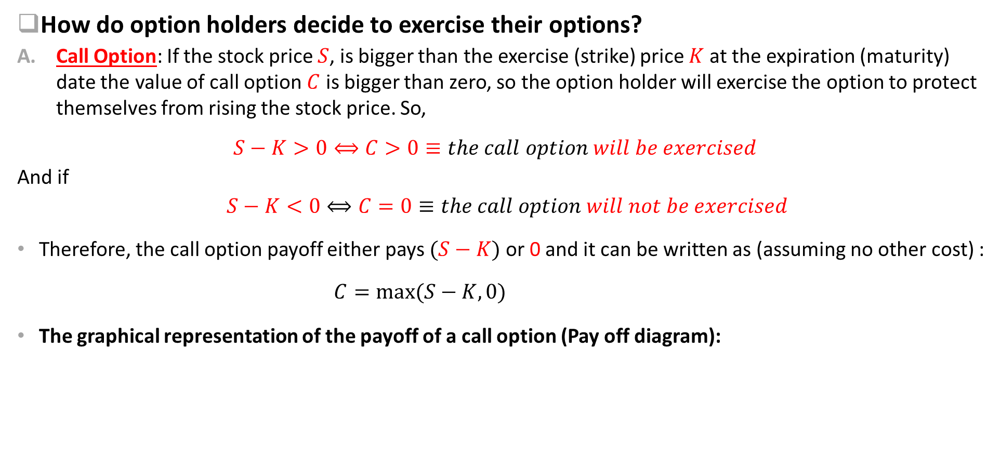 ❑How do option holders decide to exercise their options?
A. Call Option: If the stock price S, is bigger than the exercise (strike) price K at the expiration (maturity)
date the value of call option C is bigger than zero, so the option holder will exercise the option to protect
themselves from rising the stock price. So,
S − K > 0 ⟺ C > 0 ≡ the call option will be exercised
And if
S − K < 0 ⟺ C = 0 ≡ the call option will not be exercised
• Therefore, the call option payoff either pays (S − K) or 0 and it can be written as (assuming no other cost) :
C = max(S − K, 0)
• The graphical representation of the payoff of a call option (Pay off diagram):